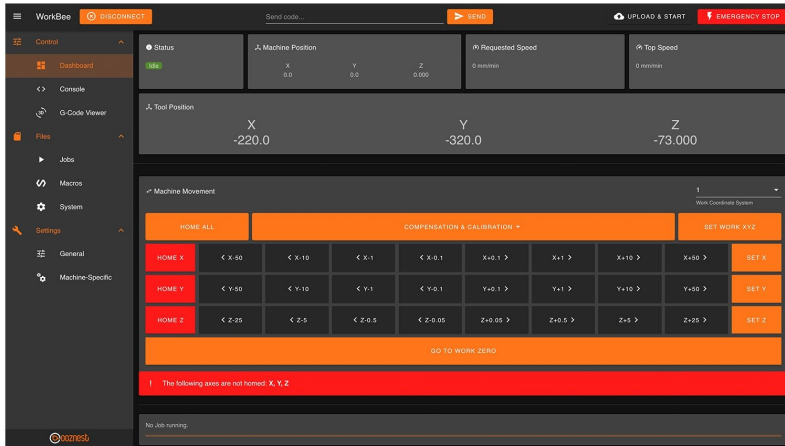 WorkBee
DISCONNECT
Send code...
SEND
UPLOAD & START
EMERGENCY STOP
Control
Dashboard
Console
G-Code Viewer
Files
Jobs
Macros
System
Settings
General
Machine-Specific
ooznest
Status
Idle
Machine Position
X Y Z
0.0 0.0 0.000
Requested Speed
0 mm/min
Top Speed
0 mm/min
Tool Position
X Y Z
-220.0 -320.0 -73.000
Machine Movement
1
Work Coordinate System
HOME ALL COMPENSATION & CALIBRATION SET WORK XYZ
HOME X < X-50 < X-10 < X-1 < X-0.1 X+0.1 > X+1 > X+10 > X+50 > SET X
HOME Y < Y-50 < Y-10 < Y-1 < Y-0.1 Y+0.1 > Y+1 > Y+10 > Y+50 > SET Y
HOME Z < Z-25 < Z-5 < Z-0.5 < Z-0.05 Z+0.05 > Z+0.5 > Z+5 > Z+25 > SET Z
GO TO WORK ZERO
! The following axes are not homed: X, Y, Z
No Job running.